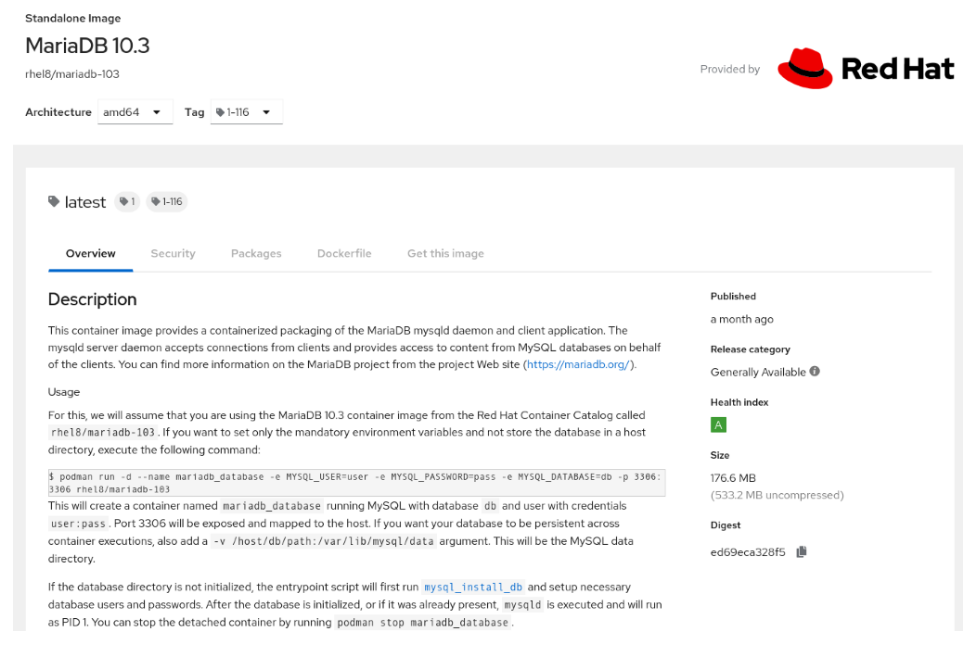 Standalone Image
MariaDB 10.3
rhel8/mariadb-103
Provided by
Red Hat
Architecture amd64 Tag 1-116
latest 1 1-116
Overview Security Packages Dockerfile Get this image
Description
This container image provides a containerized packaging of the MariaDB mysqld daemon and client application. The
mysqld server daemon accepts connections from clients and provides access to content from MySQL databases on behalf
of the clients. You can find more information on the MariaDB project from the project Web site (https://mariadb.org/).
Usage
For this, we will assume that you are using the MariaDB 10.3 container image from the Red Hat Container Catalog called
rhel8/mariadb-103. If you want to set only the mandatory environment variables and not store the database in a host
directory, execute the following command:
$ podman run -d --name mariadb_database -e MYSQL_USER=user -e MYSQL_PASSWORD=pass -e MYSQL_DATABASE=db -p 3306:
3306 rhel8/mariadb-103
This will create a container named mariadb_database running MySQL with database db and user with credentials
user:pass. Port 3306 will be exposed and mapped to the host. If you want your database to be persistent across
container executions, also add a -v /host/db/path:/var/lib/mysql/data argument. This will be the MySQL data
directory.
If the database directory is not initialized, the entrypoint script will first run mysql_install_db and setup necessary
database users and passwords. After the database is initialized, or if it was already present, mysqld is executed and will run
as PID 1. You can stop the detached container by running podman stop mariadb_database.
Published
a month ago
Release category
Generally Available
Health index
A
Size
176.6 MB
(533.2 MB uncompressed)
Digest
ed69eca328f5